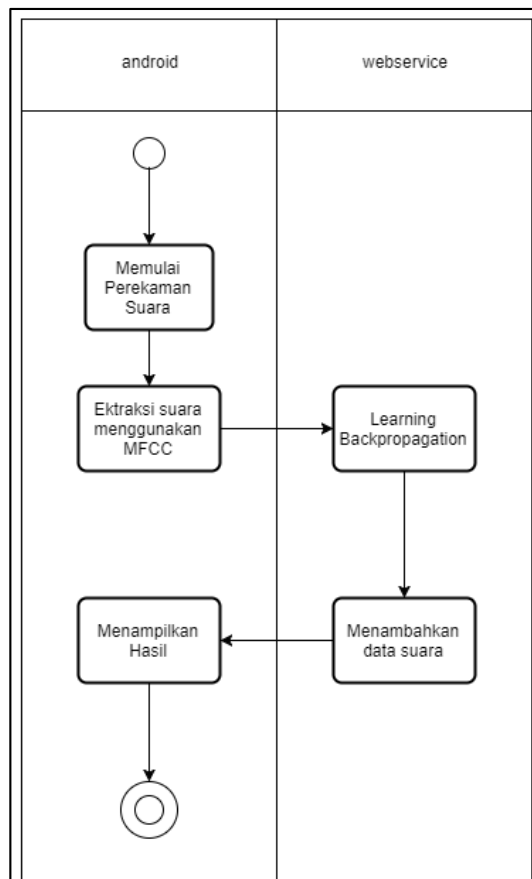 android
webservice
Memulai
Perekaman
Suara
Ektraksi suara
menggunakan
MFCC
Learning
Backpropagation
Menampilkan
Hasil
Menambahkan
data suara